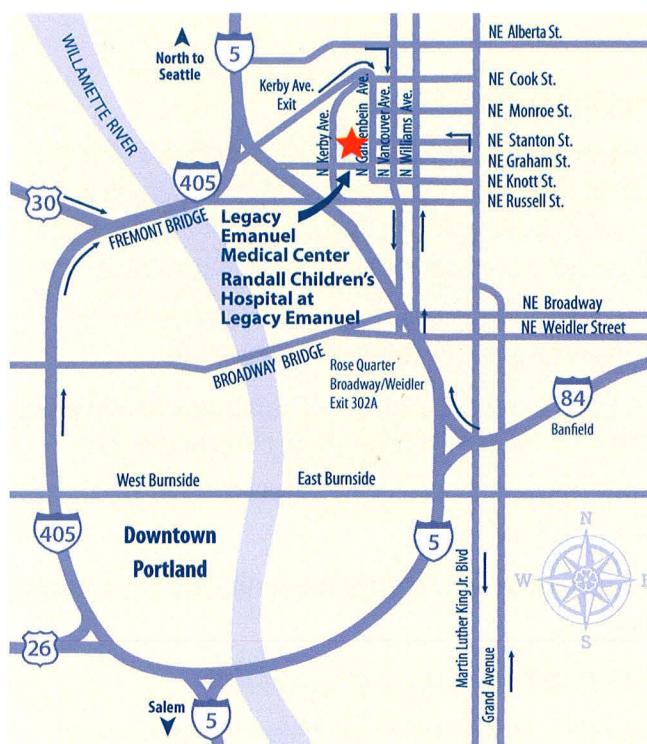 WILLAMETTE RIVER
North to
Seattle
5
NE Alberta St.
Kerby Ave.
Exit
NE Cook St.
NE Monroe St.
NE Stanton St.
NE Graham St.
NE Knott St.
NE Russell St.
N Kerby Ave.
N Gantenbein Ave.
N Vancouver Ave.
N Williams Ave.
30
405
FREMONT BRIDGE
Legacy
Emanuel
Medical Center
Randall Children's
Hospital at
Legacy Emanuel
NE Broadway
NE Weidler Street
BROADWAY BRIDGE
Rose Quarter
Broadway/Weidler
Exit 302A
84
Banfield
West Burnside
East Burnside
405
Downtown
Portland
5
Martin Luther King Jr. Blvd
Grand Avenue
N
W
E
S
26
Salem
5